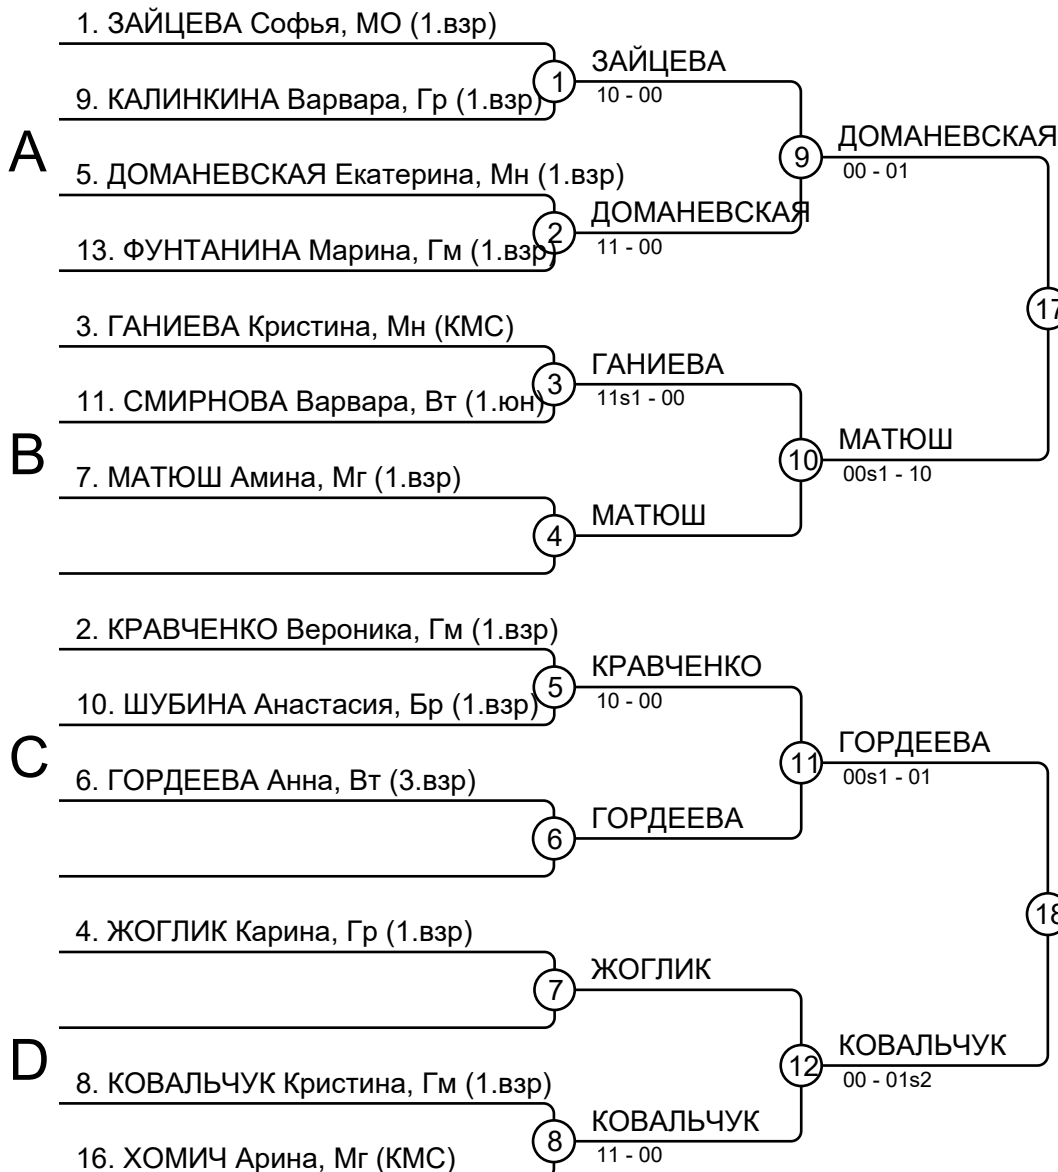 1. ЗАЙЦЕВА Софья, МО (1.взр)
ЗАЙЦЕВА
1
10 - 00
9. КАЛИНКИНА Варвара, Гр (1.взр)
A
ДОМАНЕВСКАЯ
9
00 - 01
5. ДОМАНЕВСКАЯ Екатерина, Мн (1.взр)
ДОМАНЕВСКАЯ
2
11 - 00
13. ФУНТАНИНА Марина, Гм (1.взр)
17
3. ГАНИЕВА Кристина, Мн (КМС)
ГАНИЕВА
3
11s1 - 00
11. СМИРНОВА Варвара, Вт (1.юн)
B
МАТЮШ
10
00s1 - 10
7. МАТЮШ Амина, Мг (1.взр)
МАТЮШ
4
2. КРАВЧЕНКО Вероника, Гм (1.взр)
КРАВЧЕНКО
5
10 - 00
10. ШУБИНА Анастасия, Бр (1.взр)
C
ГОРДЕЕВА
11
00s1 - 01
6. ГОРДЕЕВА Анна, Вт (3.взр)
ГОРДЕЕВА
6
18
4. ЖОГЛИК Карина, Гр (1.взр)
ЖОГЛИК
7
D
КОВАЛЬЧУК
12
00 - 01s2
8. КОВАЛЬЧУК Кристина, Гм (1.взр)
КОВАЛЬЧУК
8
11 - 00
16. ХОМИЧ Арина, Мг (КМС)